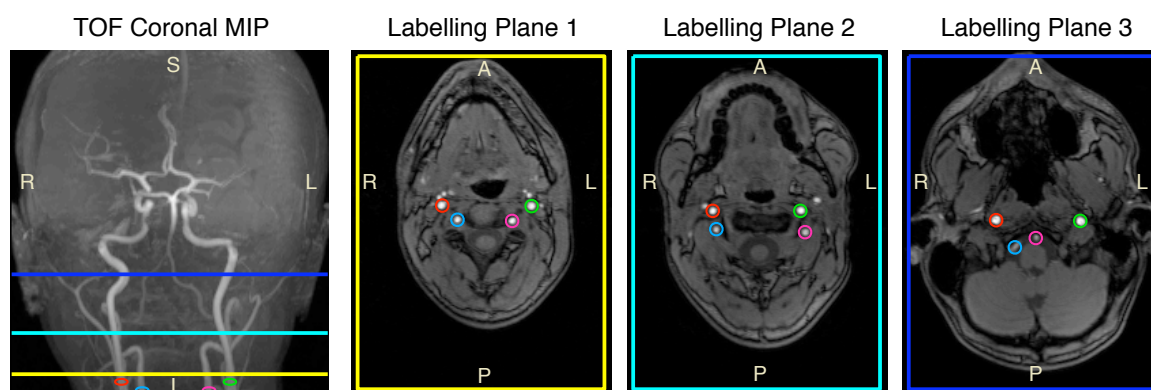 TOF Coronal MIP
Labelling Plane 1
Labelling Plane 2
Labelling Plane 3
S
A
A
A
R
L
R
L
R
L
R
L
I
P
P
P